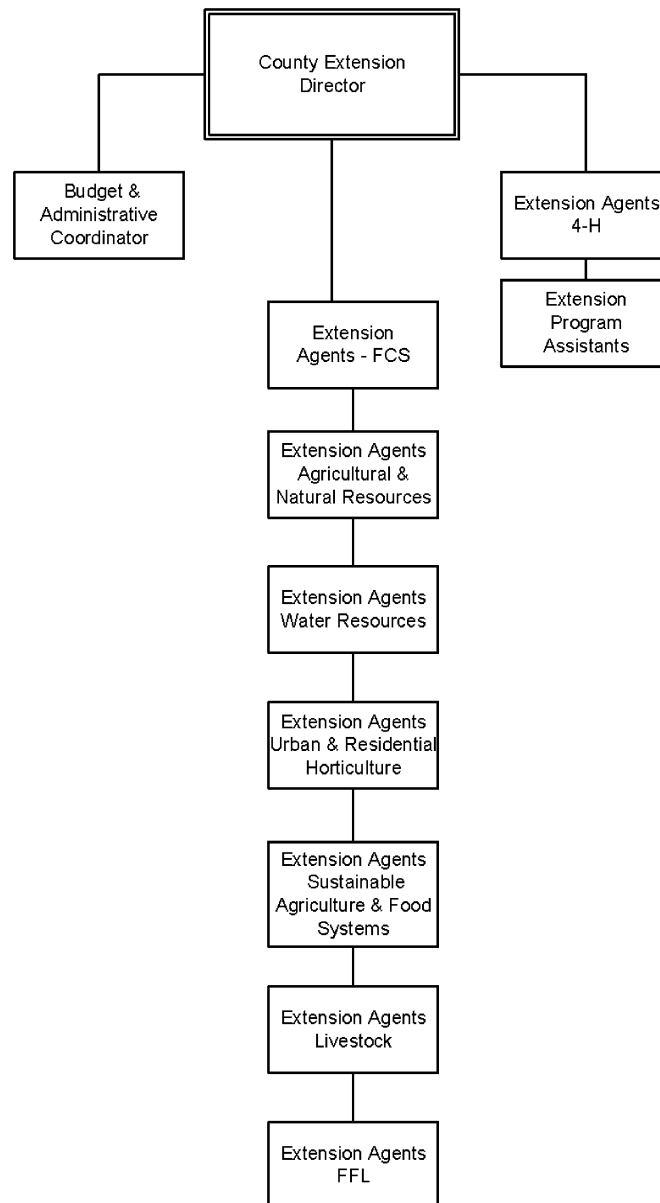 County Extension
Director
Budget &
Administrative
Coordinator
Extension Agents
4-H
Extension
Program
Assistants
Extension
Agents - FCS
Extension Agents
Agricultural &
Natural Resources
Extension Agents
Water Resources
Extension Agents
Urban & Residential
Horticulture
Extension Agents
Sustainable
Agriculture & Food
Systems
Extension Agents
Livestock
Extension Agents
FFL